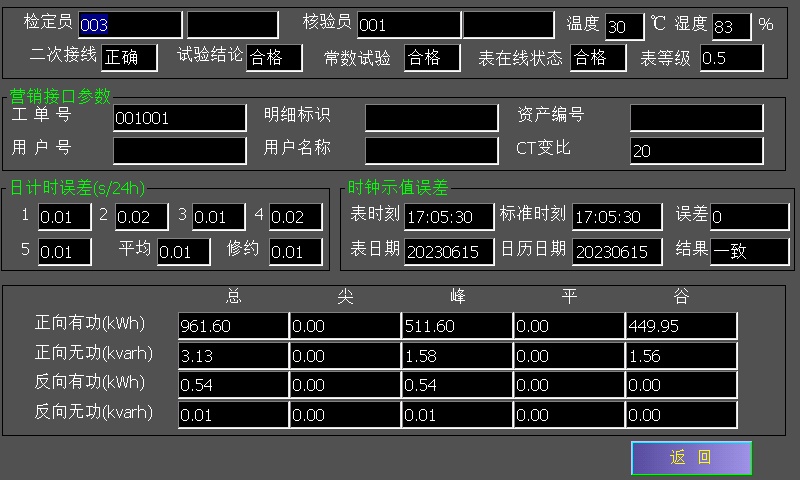 检定员 003 核验员 001 温度 30 ℃ 湿度 83 %
二次接线 正确 试验结论 合格 常数试验 合格 表在线状态 合格 表等级 0.5
营销接口参数
工 单 号 001001 明细标识 资产编号
用 户 号 用户名称 CT变比 20
日计时误差(s/24h) 时钟示值误差
1 0.01 2 0.02 3 0.01 4 0.02 表时刻 17:05:30 标准时刻 17:05:30 误差 0
5 0.01 平均 0.01 修约 0.01 表日期 20230615 日历日期 20230615 结果 一致
总 尖 峰 平 谷
正向有功(kWh) 961.60 0.00 511.60 0.00 449.95
正向无功(kvarh) 3.13 0.00 1.58 0.00 1.56
反向有功(kWh) 0.54 0.00 0.54 0.00 0.00
反向无功(kvarh) 0.01 0.00 0.01 0.00 0.00
返 回